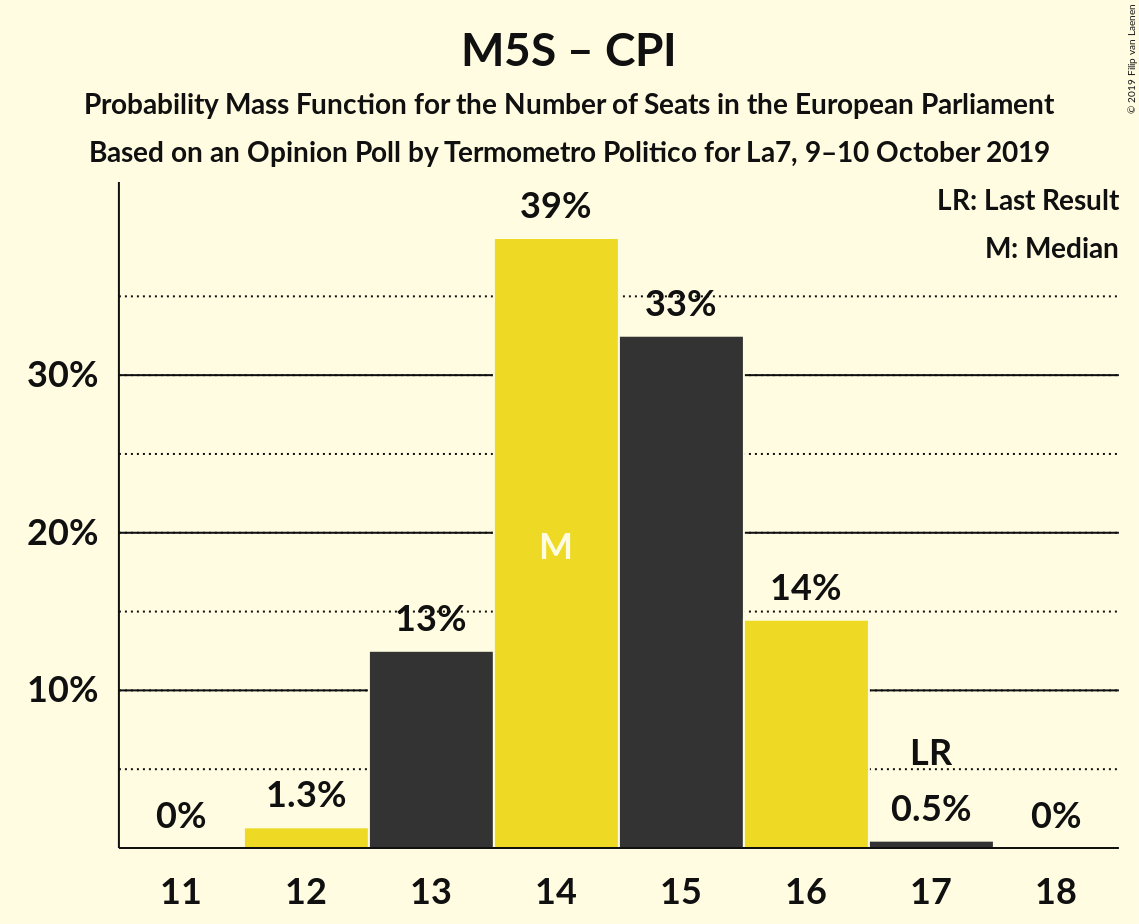 M5S – CPI
Probability Mass Function for the Number of Seats in the European Parliament
Based on an Opinion Poll by Termometro Politico for La7, 9–10 October 2019
© 2019 Filip van Laenen
LR: Last Result
M: Median
39%
33%
30%
M
20%
14%
13%
10%
LR
1.3%
0.5%
0%
0%
11 12 13 14 15 16 17 18